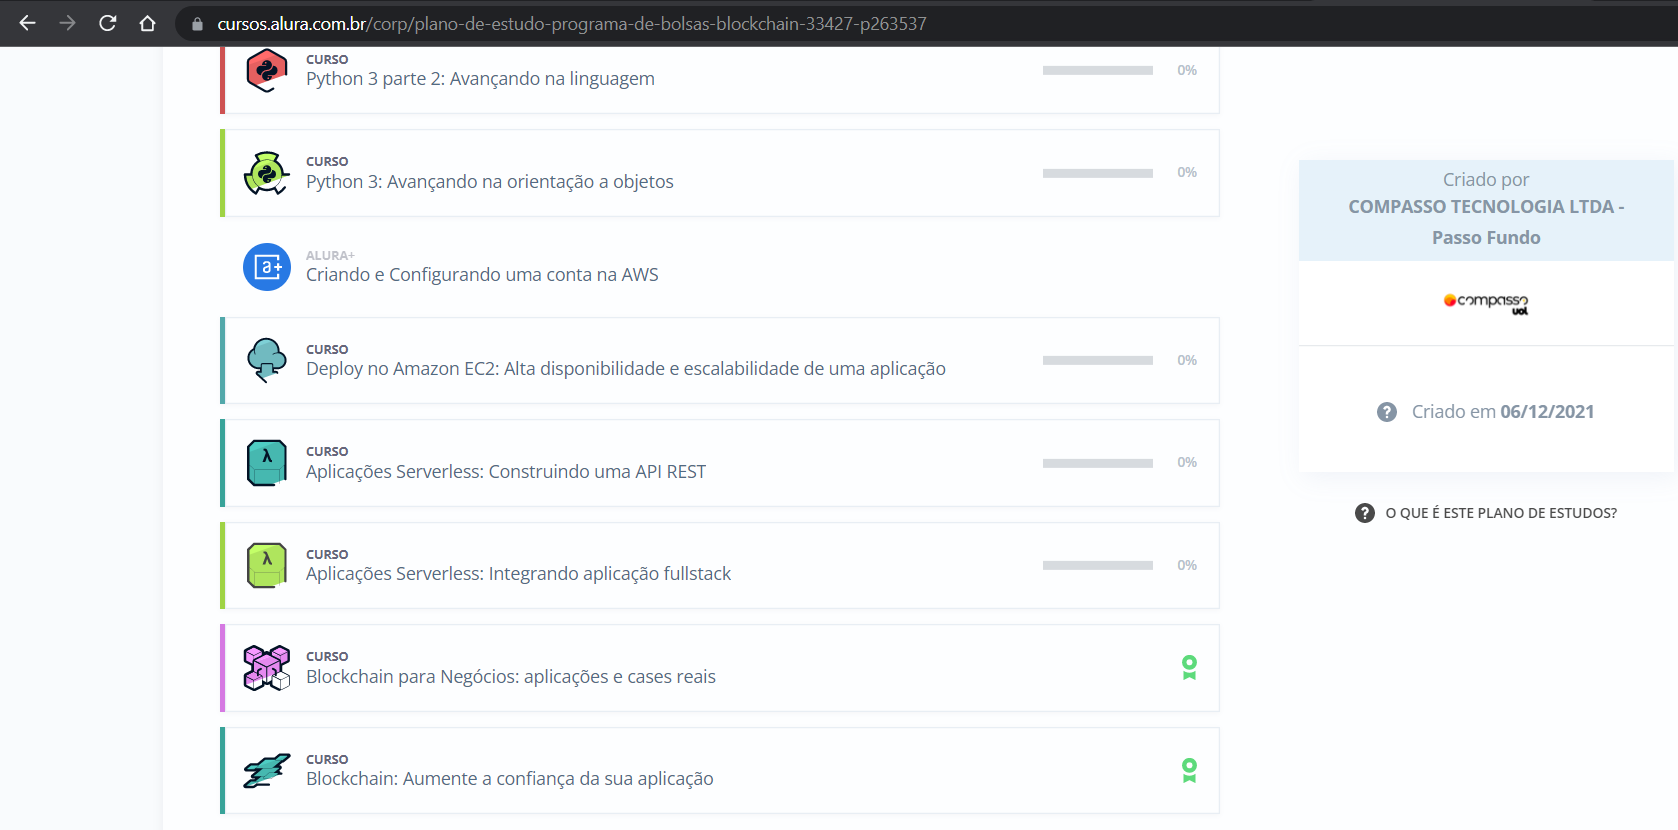 cursos.alura.com.br/corp/plano-de-estudo-programa-de-bolsas-blockchain-33427-p263537
CURSO
Python 3 parte 2: Avançando na linguagem
0%
CURSO
Python 3: Avançando na orientação a objetos
0%
a+
ALURA+
Criando e Configurando uma conta na AWS
CURSO
Deploy no Amazon EC2: Alta disponibilidade e escalabilidade de uma aplicação
0%
λ
CURSO
Aplicações Serverless: Construindo uma API REST
0%
λ
CURSO
Aplicações Serverless: Integrando aplicação fullstack
0%
CURSO
Blockchain para Negócios: aplicações e cases reais
CURSO
Blockchain: Aumente a confiança da sua aplicação
Criado por
COMPASSO TECNOLOGIA LTDA -
Passo Fundo
compasso
uol
? Criado em 06/12/2021
? O QUE É ESTE PLANO DE ESTUDOS?